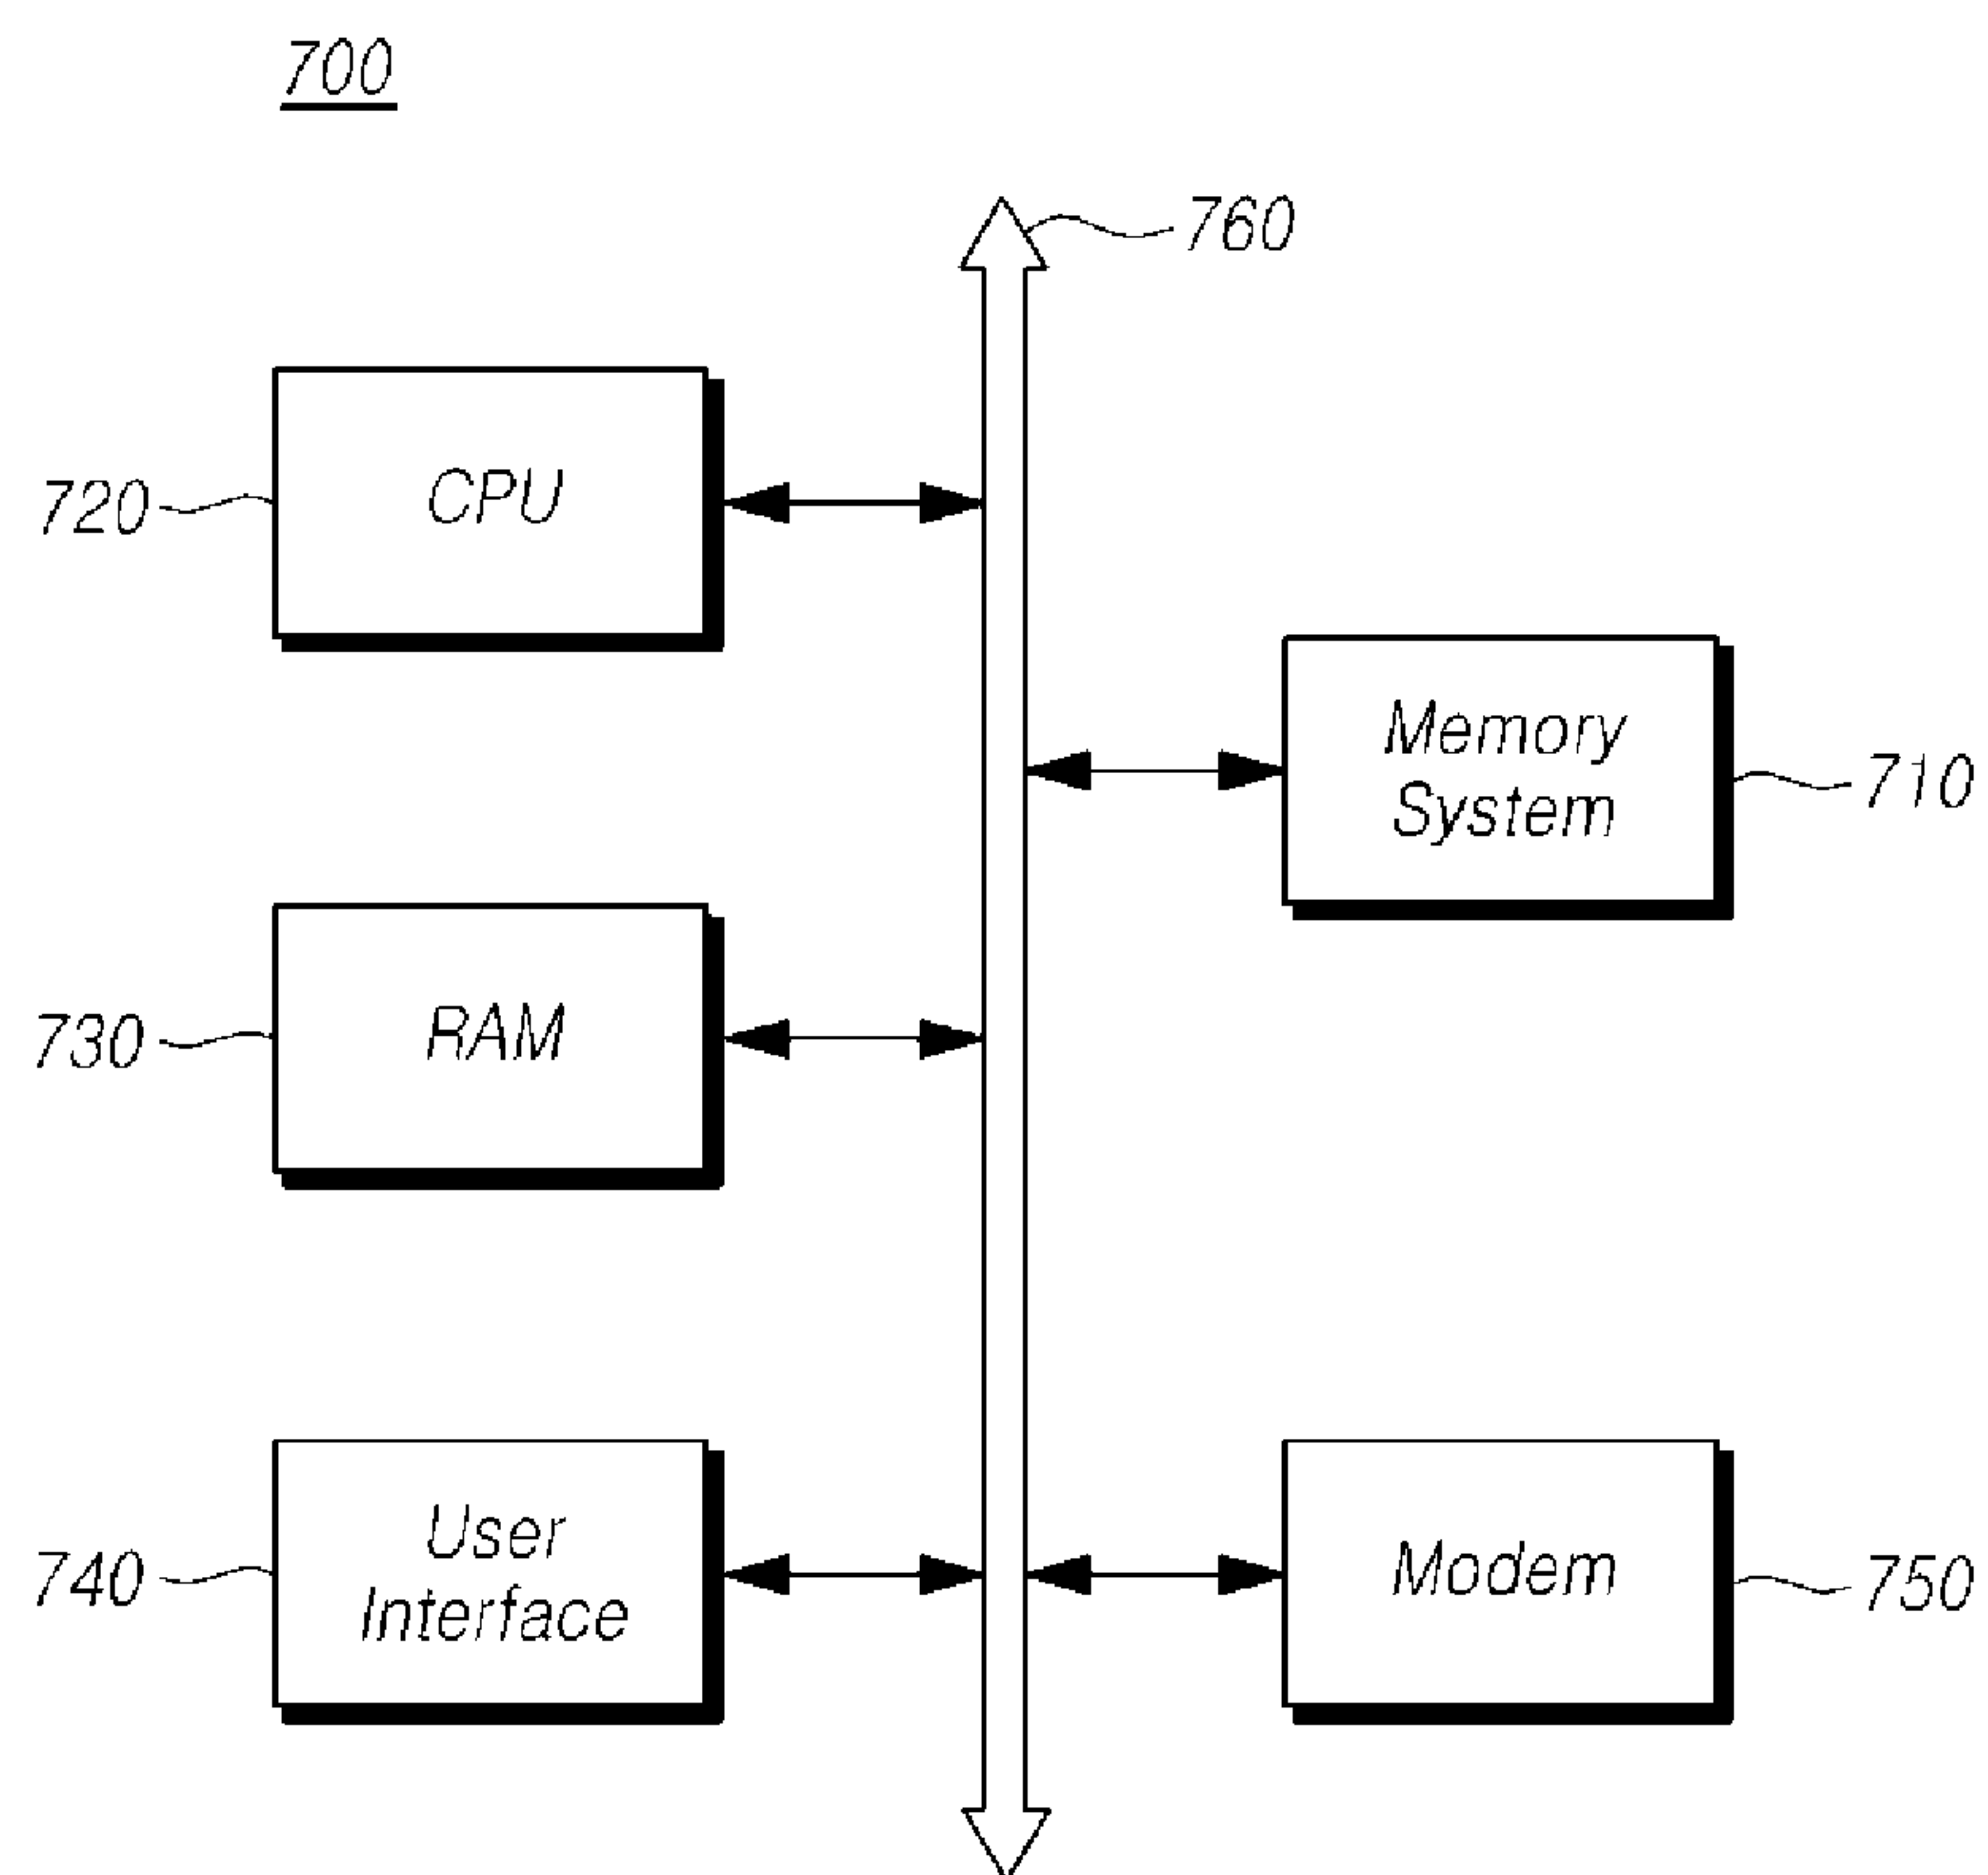 700
760
CPU
720
Memory
System
710
RAM
730
User
Interface
740
Modem
750